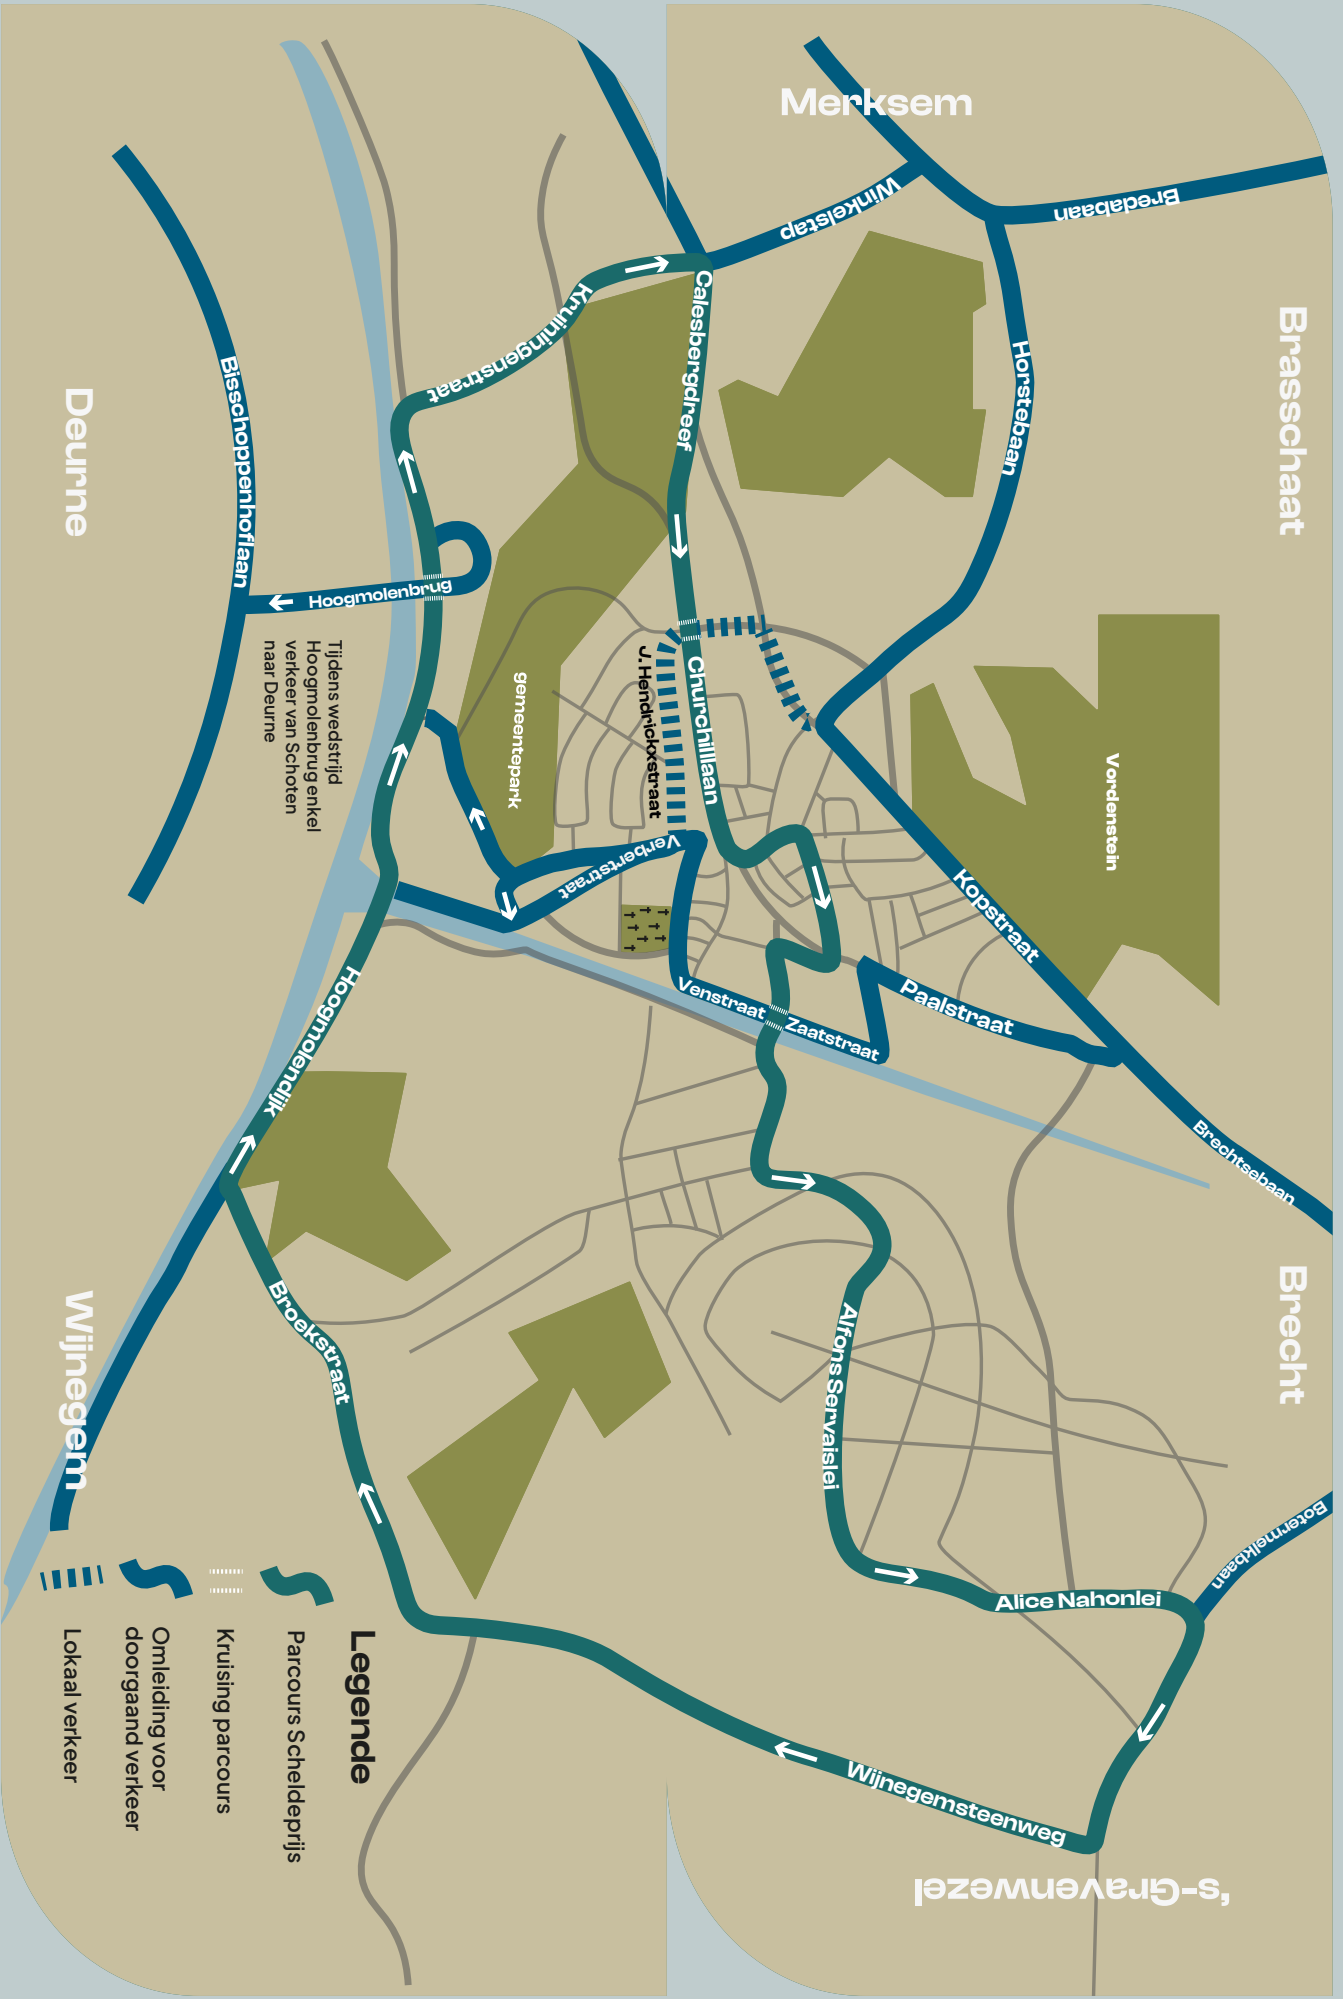 Merksem
Winkelstap
Bredabaan
Brasschaat
Horstebaan
Calesbergdreef
Kruiningenstraat
Deurne
Bisschoppenhoflaan
Hoogmolenbrug
Tijdens wedstrijd
Hoogmolenbrug enkel
verkeer van Schoten
naar Deurne
gemeentepark
J. Hendrickxstraat
Churchilllaan
Vordenstein
Verbertstraat
Kopstraat
Venstraat
Zaatstraat
Paalstraat
Brechtsebaan
Hoogmolendijk
Brecht
Wijnegem
Broekstraat
Alfons Servaislei
Botermelkbaan
Alice Nahonlei
Wijnegemsteenweg
's-Gravenwezel
Legende
Parcours Scheldeprijs
Kruising parcours
Omleiding voor
doorgaand verkeer
Lokaal verkeer